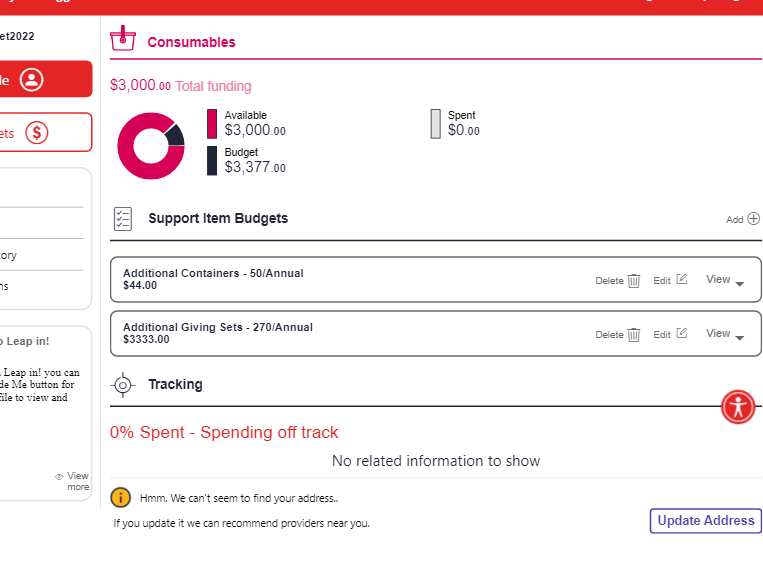 et2022
Consumables
le
$3,000.00 Total funding
ets $
Available
$3,000.00
Spent
$0.00
Budget
$3,377.00
Support Item Budgets
Add
ory
ns
Additional Containers - 50/Annual
$44.00
Delete Edit View
Additional Giving Sets - 270/Annual
$3333.00
Delete Edit View
o Leap in!
Leap in! you can
de Me button for
file to view and
View
more
Tracking
0% Spent - Spending off track
No related information to show
i Hmm. We can't seem to find your address..
If you update it we can recommend providers near you.
Update Address